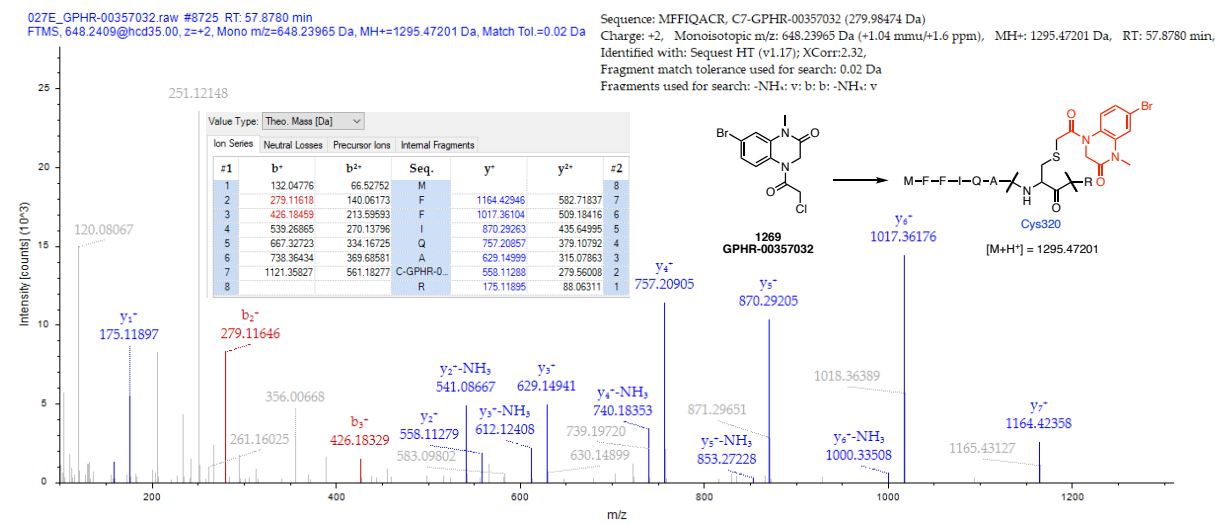 027E_GPHR-00357032.raw #8725 RT: 57.8780 min
FTMS, 648.2409@hcd35.00, z=+2, Mono m/z=648.23965 Da, MH+=1295.47201 Da, Match Tol.=0.02 Da
Sequence: MFFIQACR, C7-GPHR-00357032 (279.98474 Da)
Charge: +2, Monoisotopic m/z: 648.23965 Da (+1.04 mmu/+1.6 ppm), MH+: 1295.47201 Da, RT: 57.8780 min,
Identified with: Sequest HT (v1.17); XCorr:2.32,
Fragment match tolerance used for search: 0.02 Da
Fragments used for search: -NH₃: y: b: b: -NH₃: y
Intensity [counts] (10^3)
25
20
15
10
5
0
251.12148
120.08067
Value Type: Theo. Mass [Da]
Ion Series Neutral Losses Precursor Ions Internal Fragments
#1 b⁺ b²⁺ Seq. y⁺ y²⁺ #2
1 132.04776 66.52752 M 8
2 279.11618 140.06173 F 1164.42946 582.71837 7
3 426.18459 213.59593 F 1017.36104 509.18416 6
4 539.26865 270.13796 I 870.29263 435.64995 5
5 667.32723 334.16725 Q 757.20857 379.10792 4
6 738.36434 369.68581 A 629.14999 315.07863 3
7 1121.35827 561.18277 C-GPHR-0... 558.11288 279.56008 2
8 R 175.11895 88.06311 1
Br
N
O
N
O
Cl
1269
GPHR-00357032
M-F-F-I-Q-A
N
H
O
S
O
N
N
O
Br
R
Cys320
[M+H⁺] = 1295.47201
y₁⁺
175.11897
b₂⁺
279.11646
261.16025
356.00668
b₃⁺
426.18329
y₂⁺
558.11279
583.09802
y₂⁺-NH₃
541.08667
y₃⁺-NH₃
612.12408
y₃⁺
629.14941
630.14899
y₄⁺-NH₃
740.18353
739.19720
y₄⁺
757.20905
y₅⁺
870.29205
871.29651
y₅⁺-NH₃
853.27228
y₆⁺
1017.36176
1018.36389
y₆⁺-NH₃
1000.33508
y₇⁺
1164.42358
1165.43127
200 400 600 800 1000 1200
m/z